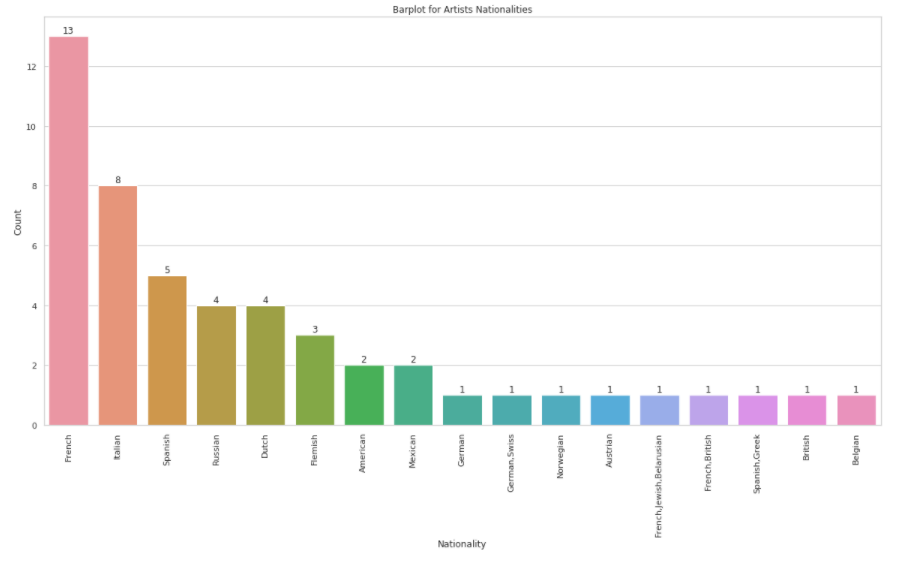 Barplot for Artists Nationalities
13
8
5
4
4
3
2
2
1
1
1
1
1
1
1
1
1
12
10
8
6
4
2
0
Count
French
Italian
Spanish
Russian
Dutch
Flemish
American
Mexican
German
German,Swiss
Norwegian
Austrian
French,Jewish,Belarusian
French,British
Spanish,Greek
British
Belgian
Nationality